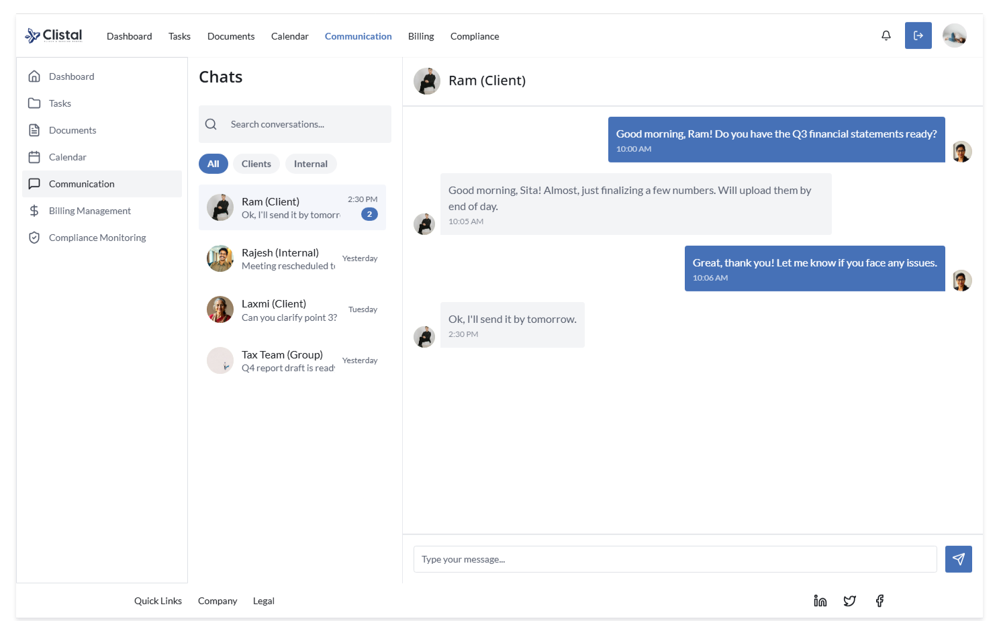 Clistal
Dashboard
Tasks
Documents
Calendar
Communication
Billing
Compliance
Dashboard
Tasks
Documents
Calendar
Communication
Billing Management
Compliance Monitoring
Chats
Search conversations...
All
Clients
Internal
Ram (Client)
2:30 PM
Ok, I'll send it by tomorr
2
Rajesh (Internal)
Yesterday
Meeting rescheduled t
Laxmi (Client)
Tuesday
Can you clarify point 3?
Tax Team (Group)
Yesterday
Q4 report draft is read
Ram (Client)
Good morning, Ram! Do you have the Q3 financial statements ready?
10:00 AM
Good morning, Sita! Almost, just finalizing a few numbers. Will upload them by
end of day.
10:05 AM
Great, thank you! Let me know if you face any issues.
10:06 AM
Ok, I'll send it by tomorrow.
2:30 PM
Type your message...
Quick Links
Company
Legal